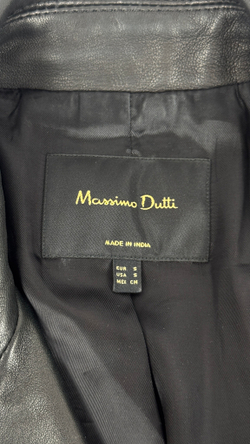 Massimo Dutti
MADE IN INDIA
EUR S
USA S
MEX CH